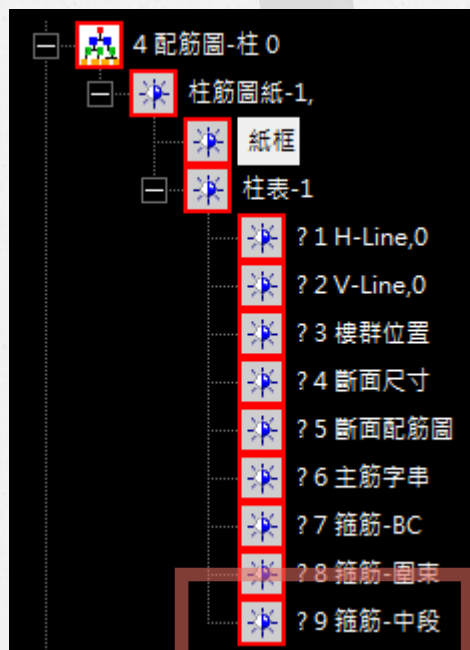 4 配筋圖-柱 0
柱筋圖紙-1,
紙框
柱表-1
? 1 H-Line,0
? 2 V-Line,0
? 3 樓群位置
? 4 斷面尺寸
? 5 斷面配筋圖
? 6 主筋字串
? 7 箍筋-BC
? 8 箍筋-圍束
? 9 箍筋-中段